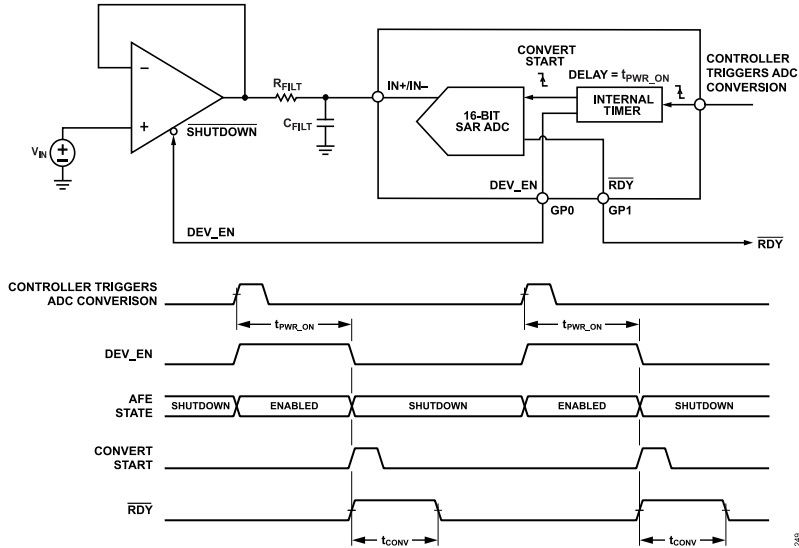 CONVERT
START
CONTROLLER
TRIGGERS ADC
CONVERSION
DELAY = tPWR_ON
RFILT
IN+/IN–
16-BIT
SAR ADC
INTERNAL
TIMER
–
+
SHUTDOWN
CFILT
VIN
DEV_EN
RDY
GP0
GP1
DEV_EN
RDY
CONTROLLER TRIGGERS
ADC CONVERISON
tPWR_ON
tPWR_ON
DEV_EN
AFE
STATE
SHUTDOWN
ENABLED
SHUTDOWN
ENABLED
SHUTDOWN
CONVERT
START
RDY
tCONV
tCONV
249